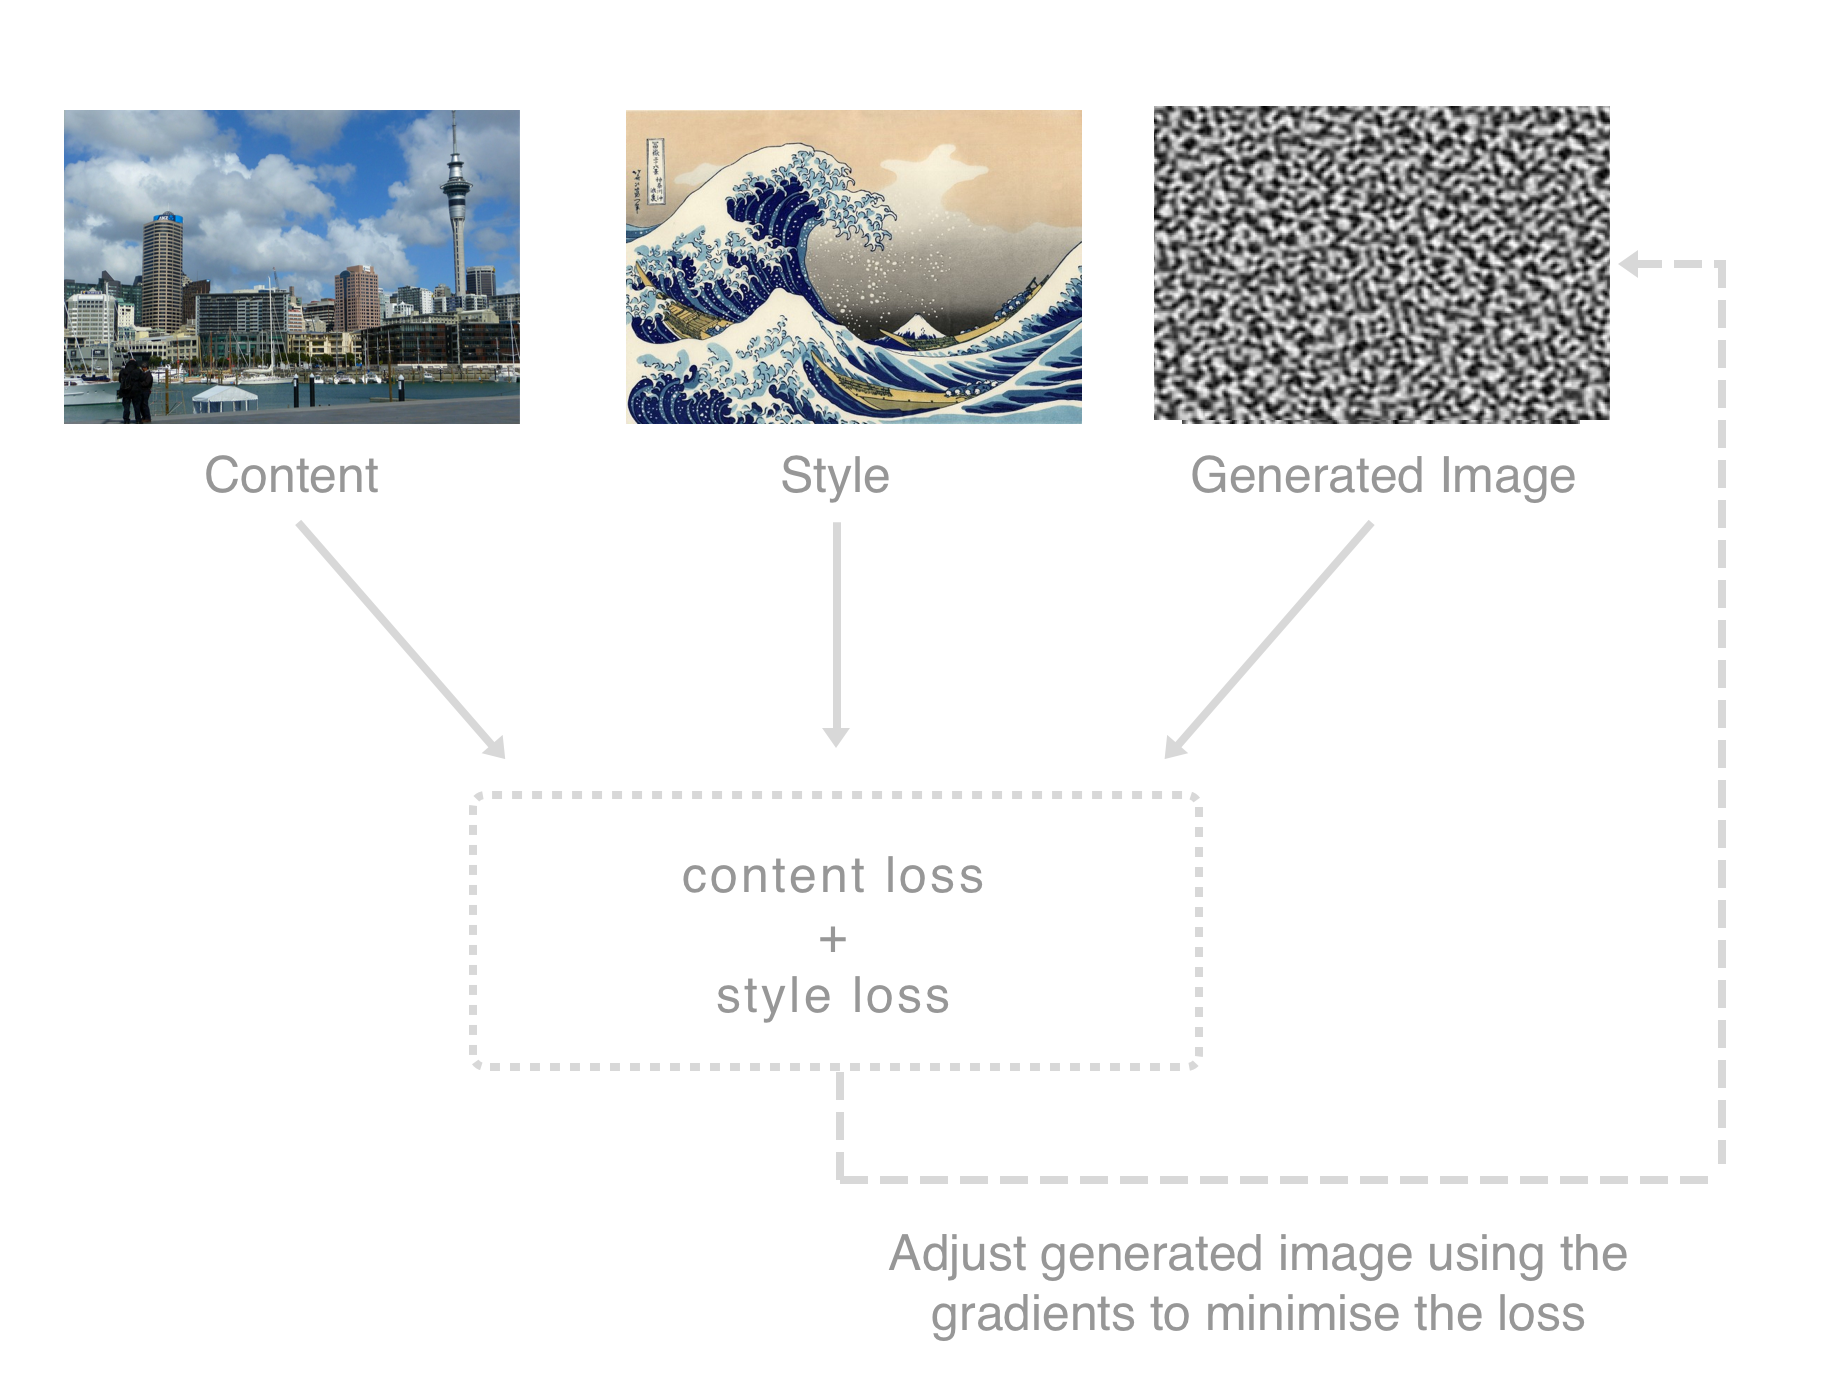 Content
Style
Generated Image
content loss
+
style loss
Adjust generated image using the
gradients to minimise the loss